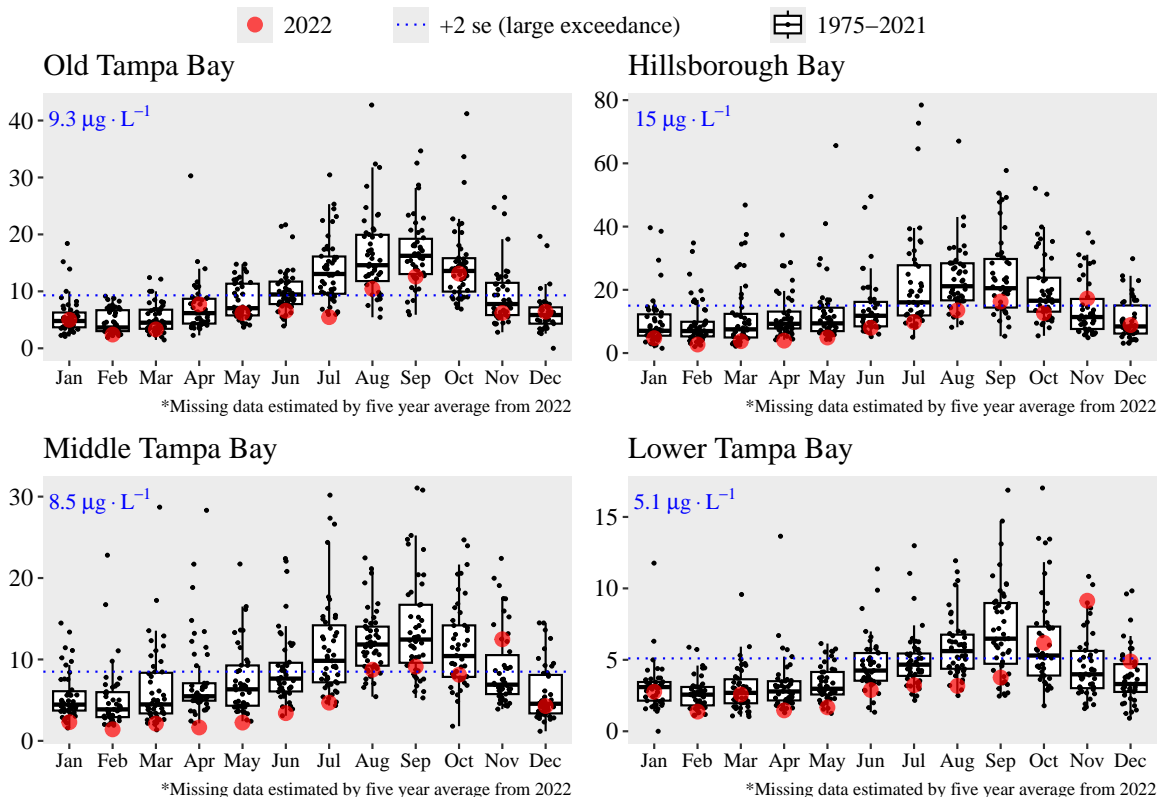 2022 +2 se (large exceedance) 1975−2021
Old Tampa Bay
9.3 μg ⋅ L−1
40
30
20
10
0
Jan Feb Mar Apr May Jun Jul Aug Sep Oct Nov Dec
*Missing data estimated by five year average from 2022
Hillsborough Bay
15 μg ⋅ L−1
80
60
40
20
0
Jan Feb Mar Apr May Jun Jul Aug Sep Oct Nov Dec
*Missing data estimated by five year average from 2022
Middle Tampa Bay
8.5 μg ⋅ L−1
30
20
10
0
Jan Feb Mar Apr May Jun Jul Aug Sep Oct Nov Dec
*Missing data estimated by five year average from 2022
Lower Tampa Bay
5.1 μg ⋅ L−1
15
10
5
0
Jan Feb Mar Apr May Jun Jul Aug Sep Oct Nov Dec
*Missing data estimated by five year average from 2022